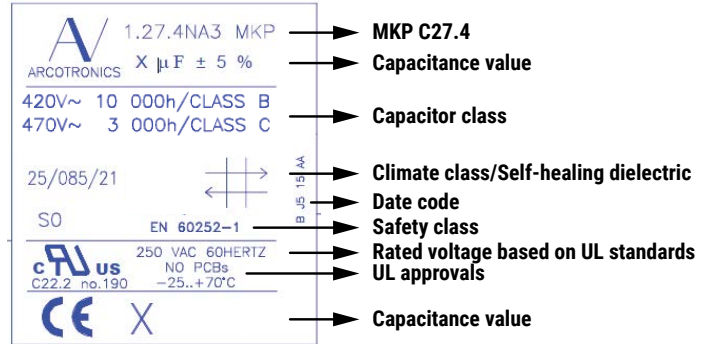 1.27.4NA3 MKP
MKP C27.4
ARCOTRONICS
X µF ± 5 %
Capacitance value
420V~ 10 000h/CLASS B
470V~ 3 000h/CLASS C
Capacitor class
25/085/21
Climate class/Self-healing dielectric
B J5 15 AA
Date code
S0
EN 60252-1
Safety class
250 VAC 60HERTZ
Rated voltage based on UL standards
c UR us
NO PCBs
UL approvals
C22.2 no.190
-25..+70°C
CE
X
Capacitance value